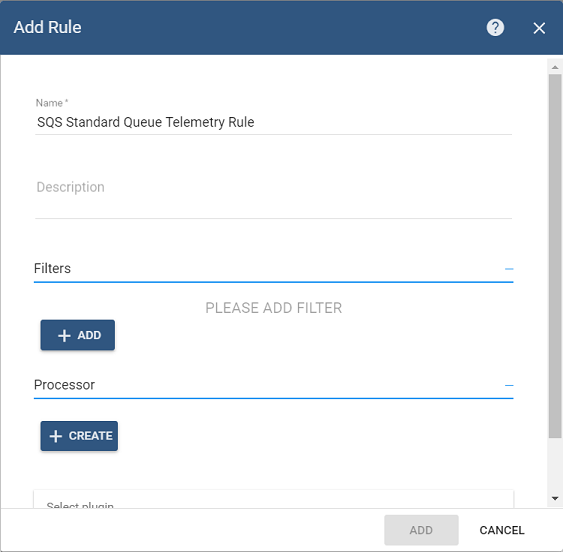 Add Rule
Name *
SQS Standard Queue Telemetry Rule
Description
Filters
PLEASE ADD FILTER
ADD
Processor
CREATE
Select plugin
ADD
CANCEL